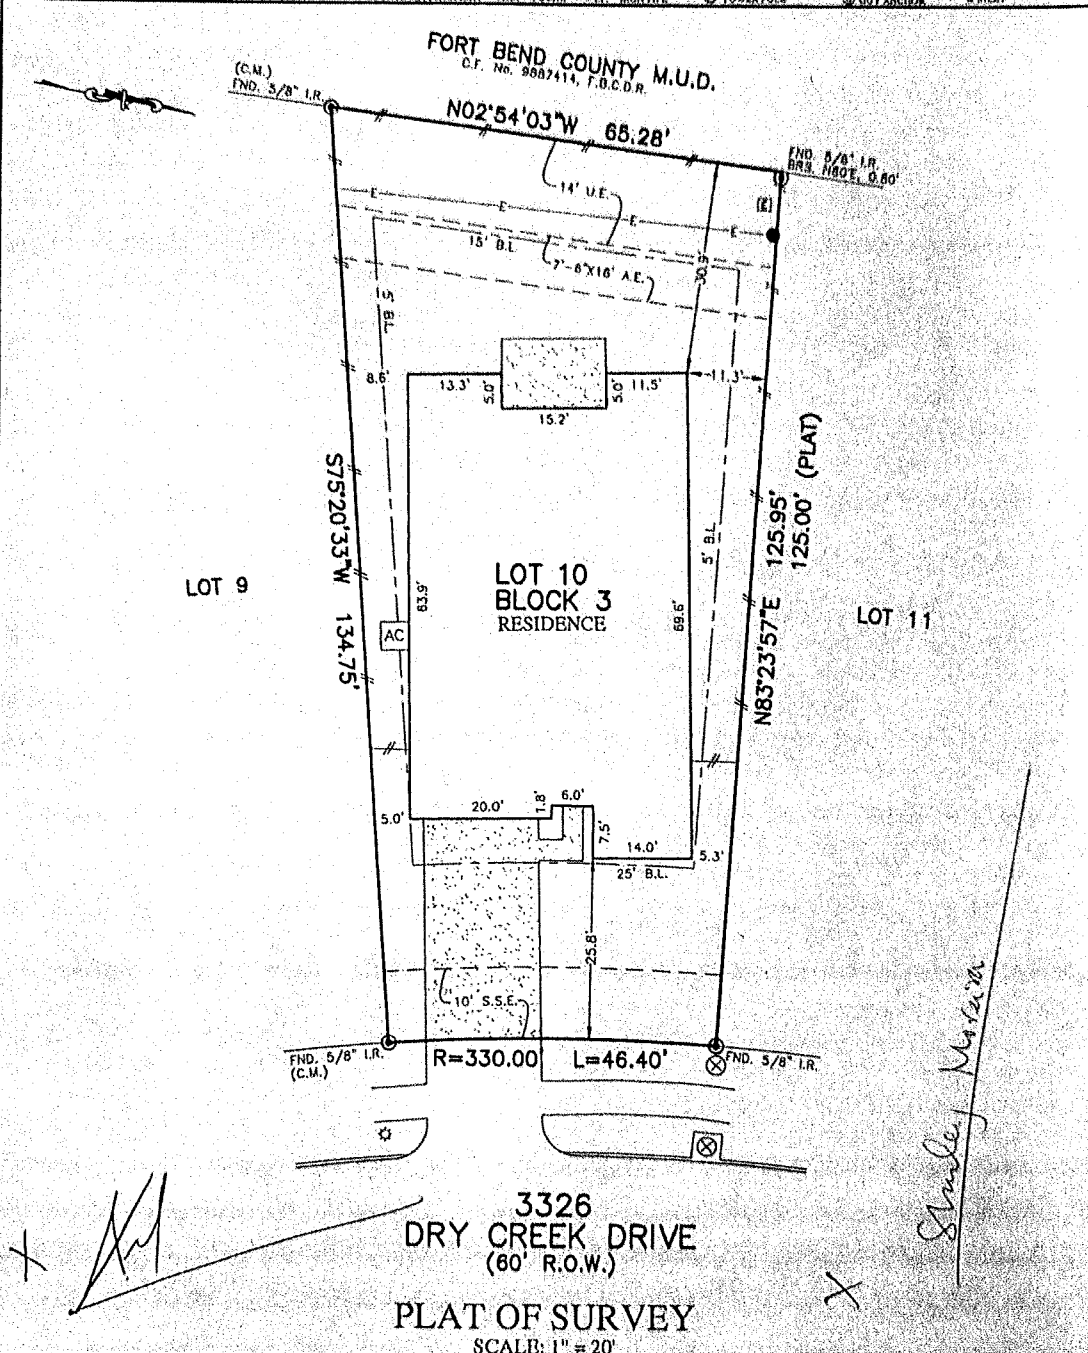 FORT BEND COUNTY M.U.D.
C.F. No. 9887414, F.B.C.D.R.
(C.M.)
FND. 5/8" I.R.
N02°54'03"W 65.28'
FND. 5/8" I.R.
BRS. N60°E, 0.60'
14' U.E.
(E)
E
E
E
E
15' B.L.
7'-6"X16' A.E.
30.9'
5' B.L.
8.6'
13.3'
5.0'
15.2'
5.0'
11.5'
11.3'
S75°20'33"W 134.75'
N83°23'57"E 125.95'
125.00' (PLAT)
5' B.L.
LOT 9
63.9'
LOT 10
BLOCK 3
RESIDENCE
69.6'
LOT 11
AC
5.0'
20.0'
1.8'
6.0'
7.5'
14.0'
5.3'
25' B.L.
25.8'
10' S.S.E.
FND. 5/8" I.R.
(C.M.)
R=330.00' L=46.40'
FND. 5/8" I.R.
3326
DRY CREEK DRIVE
(60' R.O.W.)
X
X
PLAT OF SURVEY
SCALE: 1" = 20'